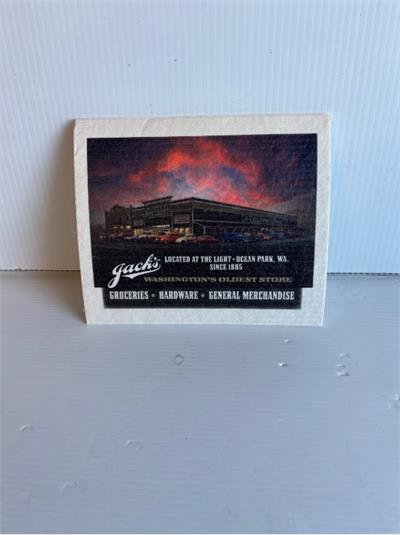 Jack's
LOCATED AT THE LIGHT • OCEAN PARK, WA.
SINCE 1885
WASHINGTON'S OLDEST STORE
GROCERIES • HARDWARE • GENERAL MERCHANDISE